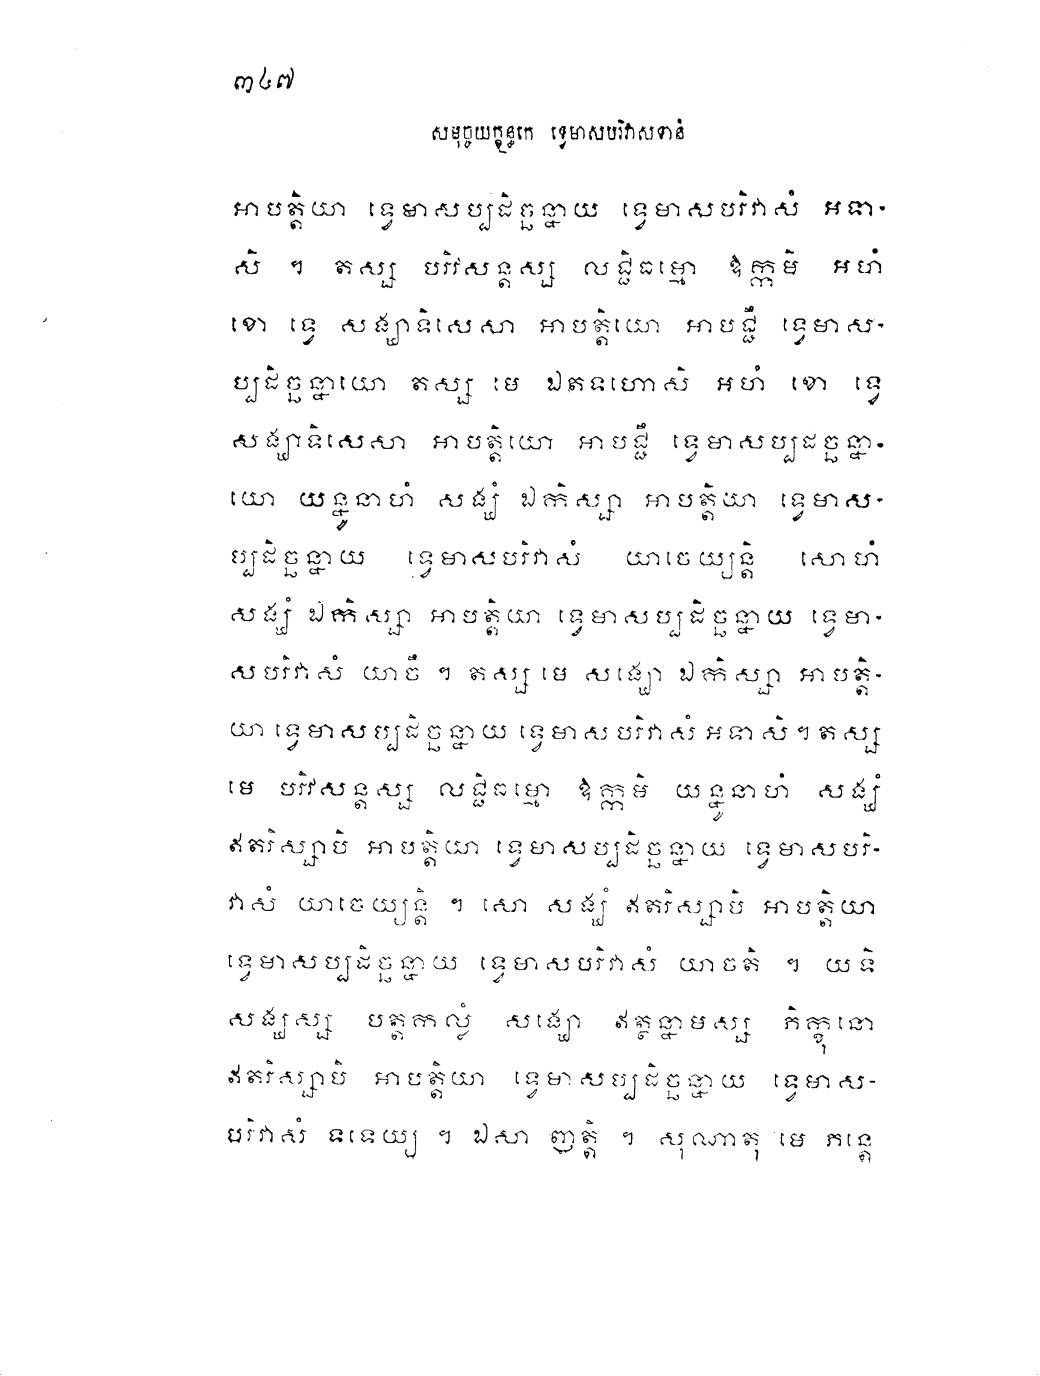 ៣៤៧
សមុច្ចយក្ខន្ធកេ ទ្វេមាសបរិវាសទានំ
អាបត្តិយា ទ្វេមាសប្បដិច្ឆន្នាយ ទ្វេមាសបរិវាសំ អទា-
សិ ។ តស្ស បរិវសន្តស្ស លជ្ជិធម្មោ ឱក្កមិ អហំ
ខោ ទ្វេ សង្ឃាទិសេសា អាបត្តិយោ អាបជ្ជឹ ទ្វេមាស-
ប្បដិច្ឆន្នាយោ តស្ស មេ ឯតទហោសិ អហំ ខោ ទ្វេ
សង្ឃាទិសេសា អាបត្តិយោ អាបជ្ជឹ ទ្វេមាសប្បដច្ឆន្នា-
យោ យន្នូនាហំ សង្ឃំ ឯកិស្សា អាបត្តិយា ទ្វេមាស-
ប្បដិច្ឆន្នាយ ទ្វេមាសបរិវាសំ យាចេយ្យន្តិ សោហំ
សង្ឃំ ឯកិស្សា អាបត្តិយា ទ្វេមាសប្បដិច្ឆន្នាយ ទ្វេមា-
សបរិវាសំ យាចឹ ។ តស្ស មេ សង្ឃោ ឯកិស្សា អាបត្តិ-
យា ទ្វេមាសប្បដិច្ឆន្នាយ ទ្វេមាសបរិវាសំ អទាសិ ។ តស្ស
មេ បរិវសន្តស្ស លជ្ជិធម្មោ ឱក្កមិ យន្នូនាហំ សង្ឃំ
ឥតរិស្សាបិ អាបត្តិយា ទ្វេមាសប្បដិច្ឆន្នាយ ទ្វេមាសបរិ-
វាសំ យាចេយ្យន្តិ ។ សោ សង្ឃំ ឥតរិស្សាបិ អាបត្តិយា
ទ្វេមាសប្បដិច្ឆន្នាយ ទ្វេមាសបរិវាសំ យាចតិ ។ យទិ
សង្ឃស្ស បត្តកាល្លំ សង្ឃោ ឥត្ថន្នាមស្ស ភិក្ខុនោ
ឥតរិស្សាបិ អាបត្តិយា ទ្វេមាសប្បដិច្ឆន្នាយ ទ្វេមាស-
បរិវាសំ ទទេយ្យ ។ ឯសា ញត្តិ ។ សុណាតុ មេ ភន្តេ